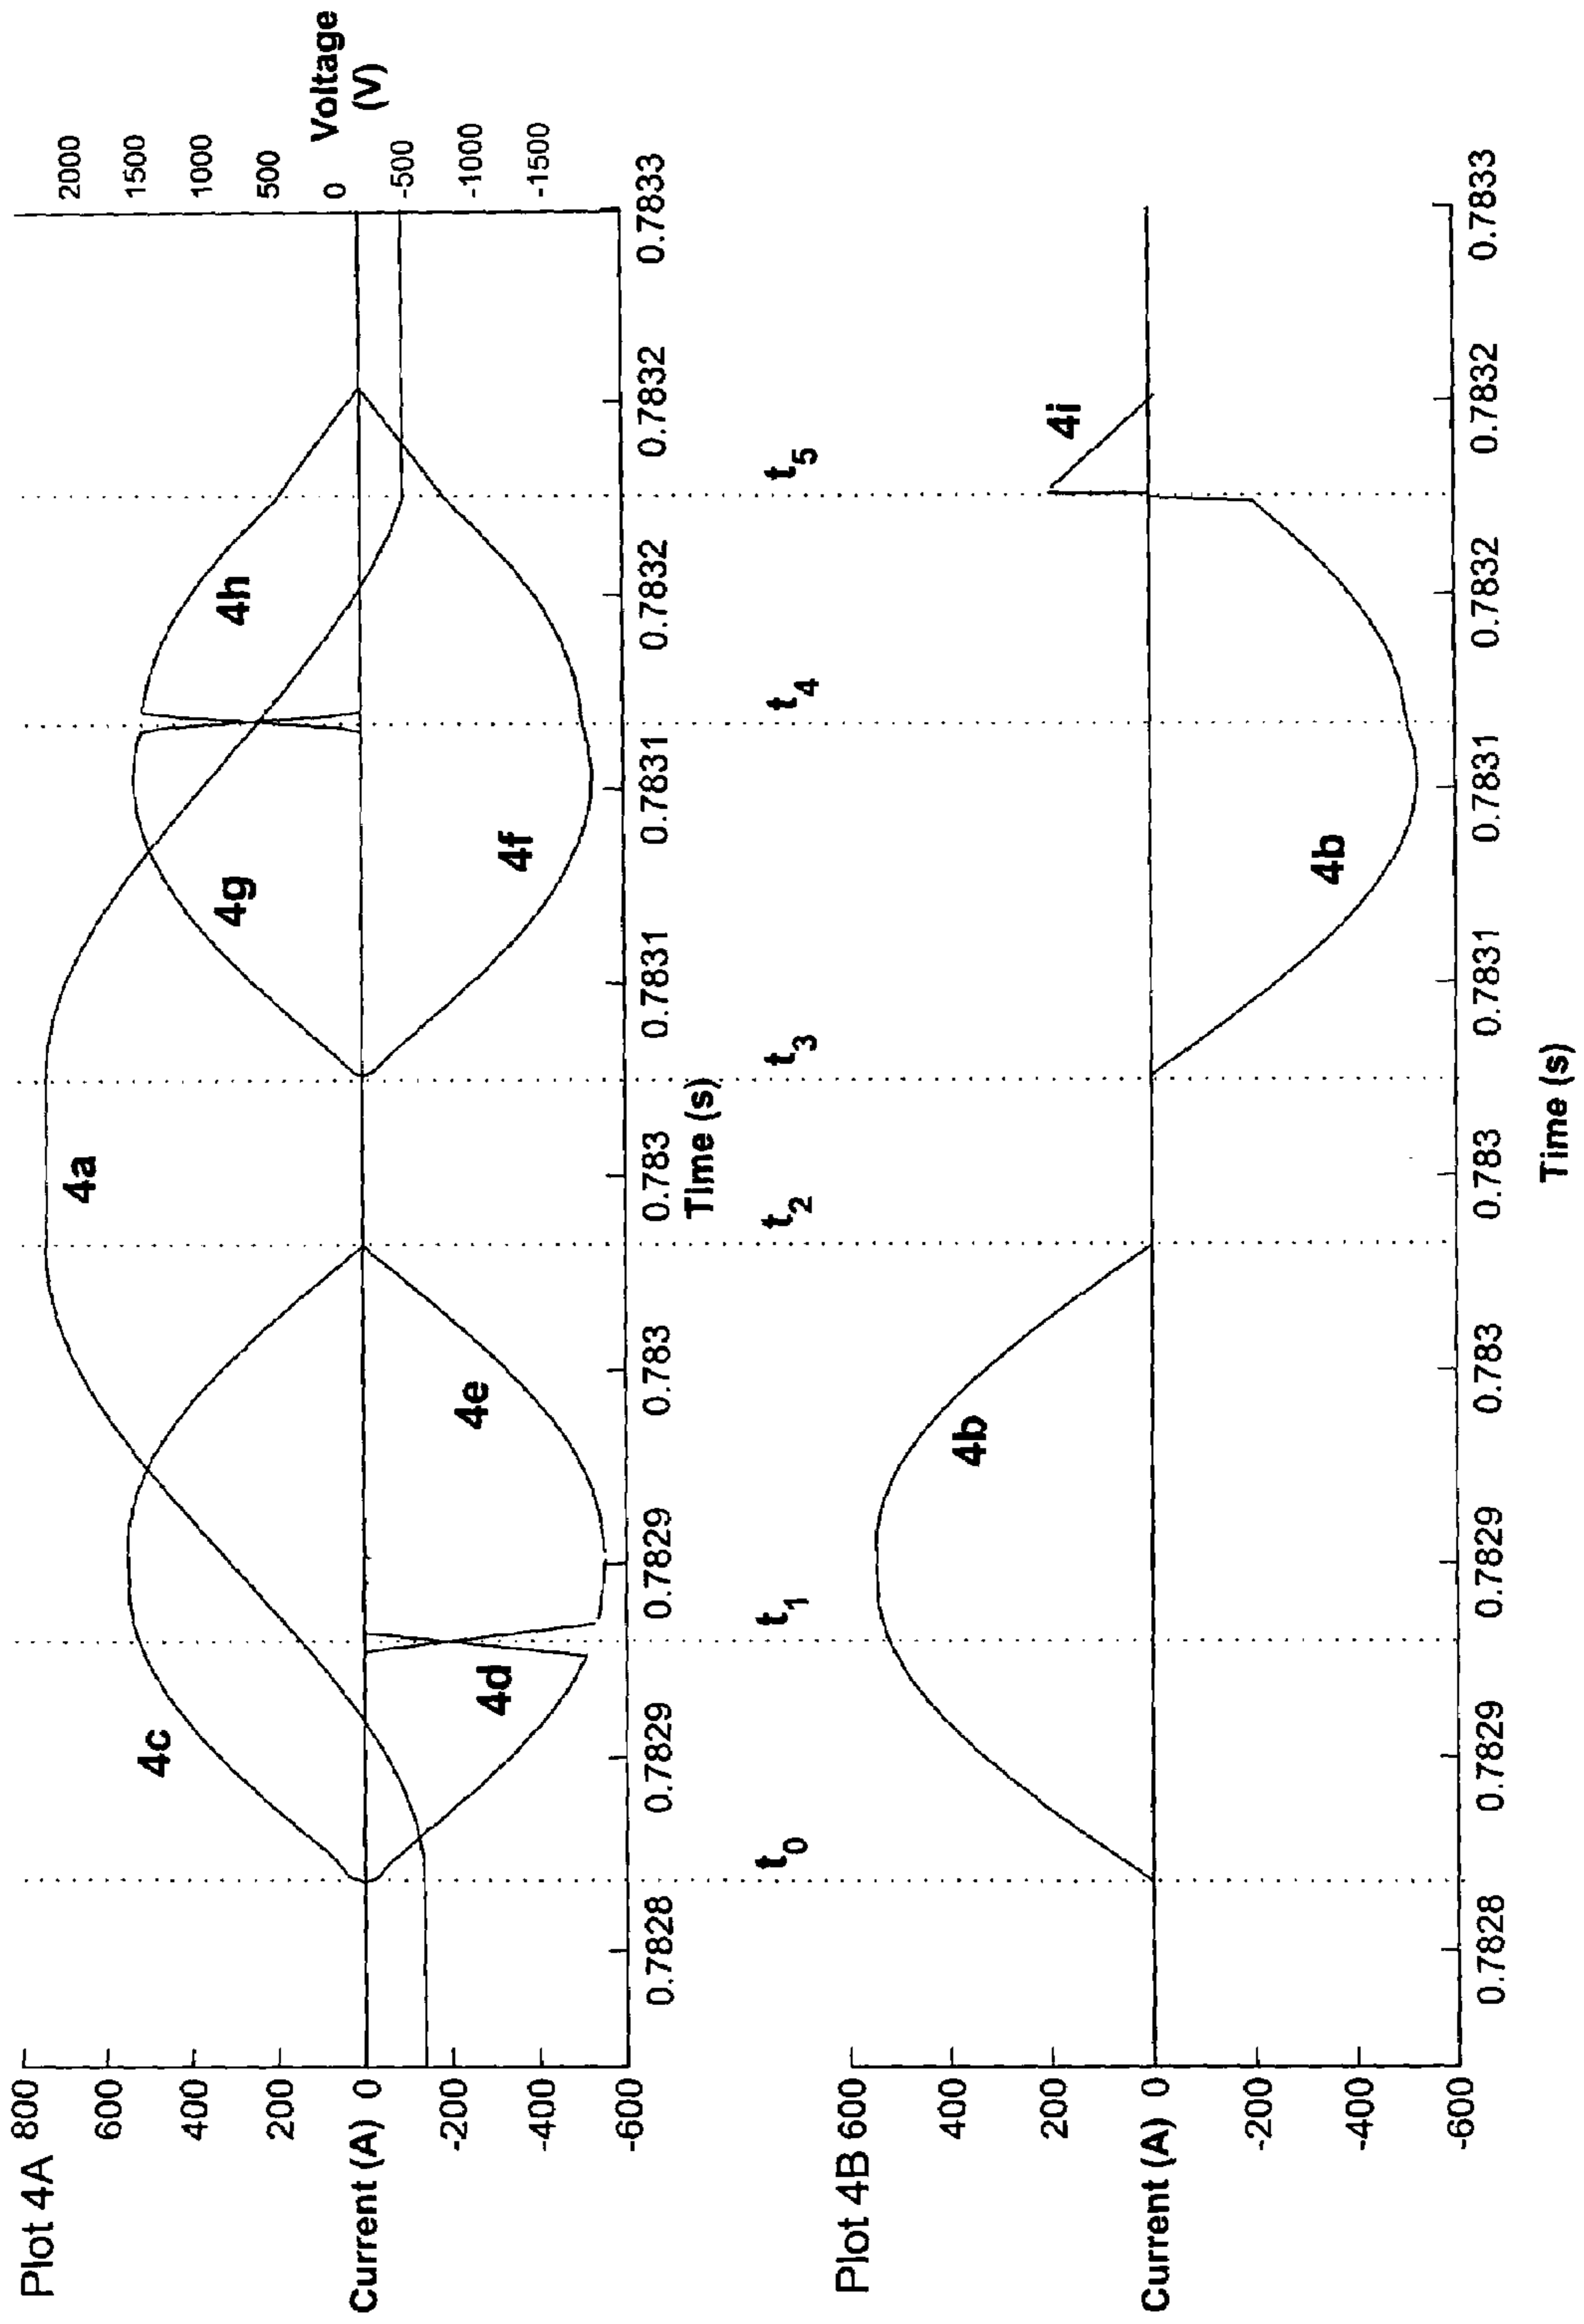 Plot 4A
800
600
400
200
Current (A) 0
-200
-400
-600
2000
1500
1000
500
0
-500
-1000
-1500
Voltage
(V)
4a
4c
4d
4e
4g
4h
4f
0.7828
0.7829
0.7829
0.783
0.783
0.7831
0.7831
0.7832
0.7832
0.7833
Time (s)
t0
t1
t2
t3
t4
t5
Plot 4B
600
400
200
Current (A) 0
-200
-400
-600
4b
4b
4i
0.7828
0.7829
0.7829
0.783
0.783
0.7831
0.7831
0.7832
0.7832
0.7833
Time (s)